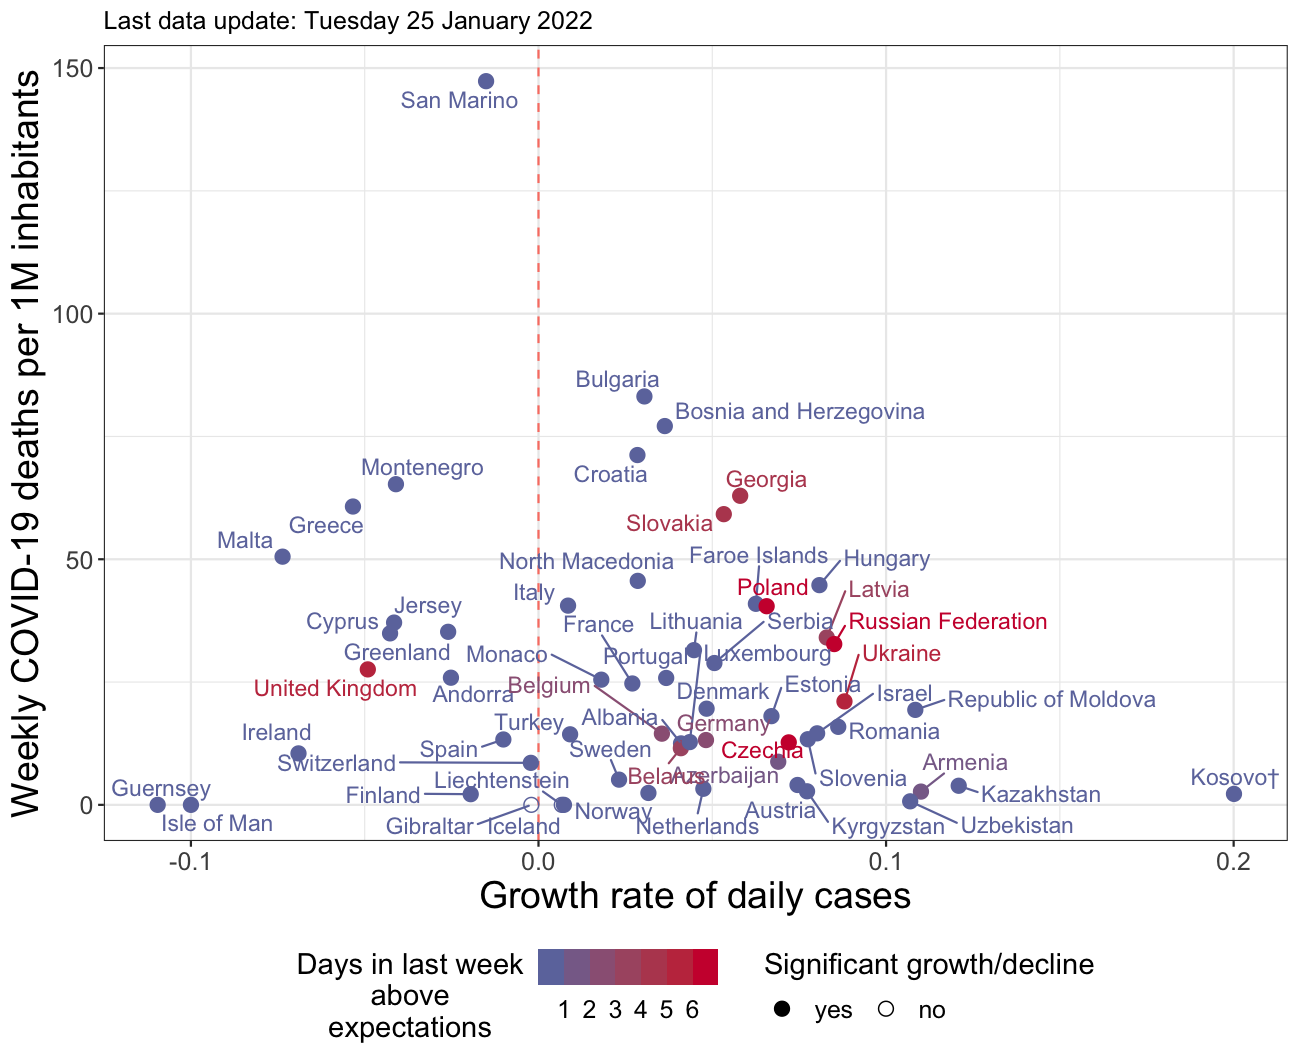 Last data update: Tuesday 25 January 2022
Weekly COVID-19 deaths per 1M inhabitants
150
100
50
0
San Marino
Bulgaria
Bosnia and Herzegovina
Montenegro
Croatia
Georgia
Greece
Slovakia
Malta
North Macedonia
Faroe Islands
Hungary
Italy
Poland
Latvia
Cyprus
Jersey
France
Lithuania
Serbia
Russian Federation
Greenland
Monaco
Portugal
Luxembourg
Ukraine
United Kingdom
Andorra
Belgium
Denmark
Estonia
Israel
Republic of Moldova
Ireland
Turkey
Albania
Germany
Romania
Spain
Sweden
Czechia
Switzerland
Liechtenstein
Belarus
Azerbaijan
Slovenia
Armenia
Kosovo†
Guernsey
Finland
Kazakhstan
Isle of Man
Gibraltar
Iceland
Norway
Netherlands
Austria
Kyrgyzstan
Uzbekistan
-0.1
0.0
0.1
0.2
Growth rate of daily cases
Days in last week
above
expectations
1 2 3 4 5 6
Significant growth/decline
yes
no